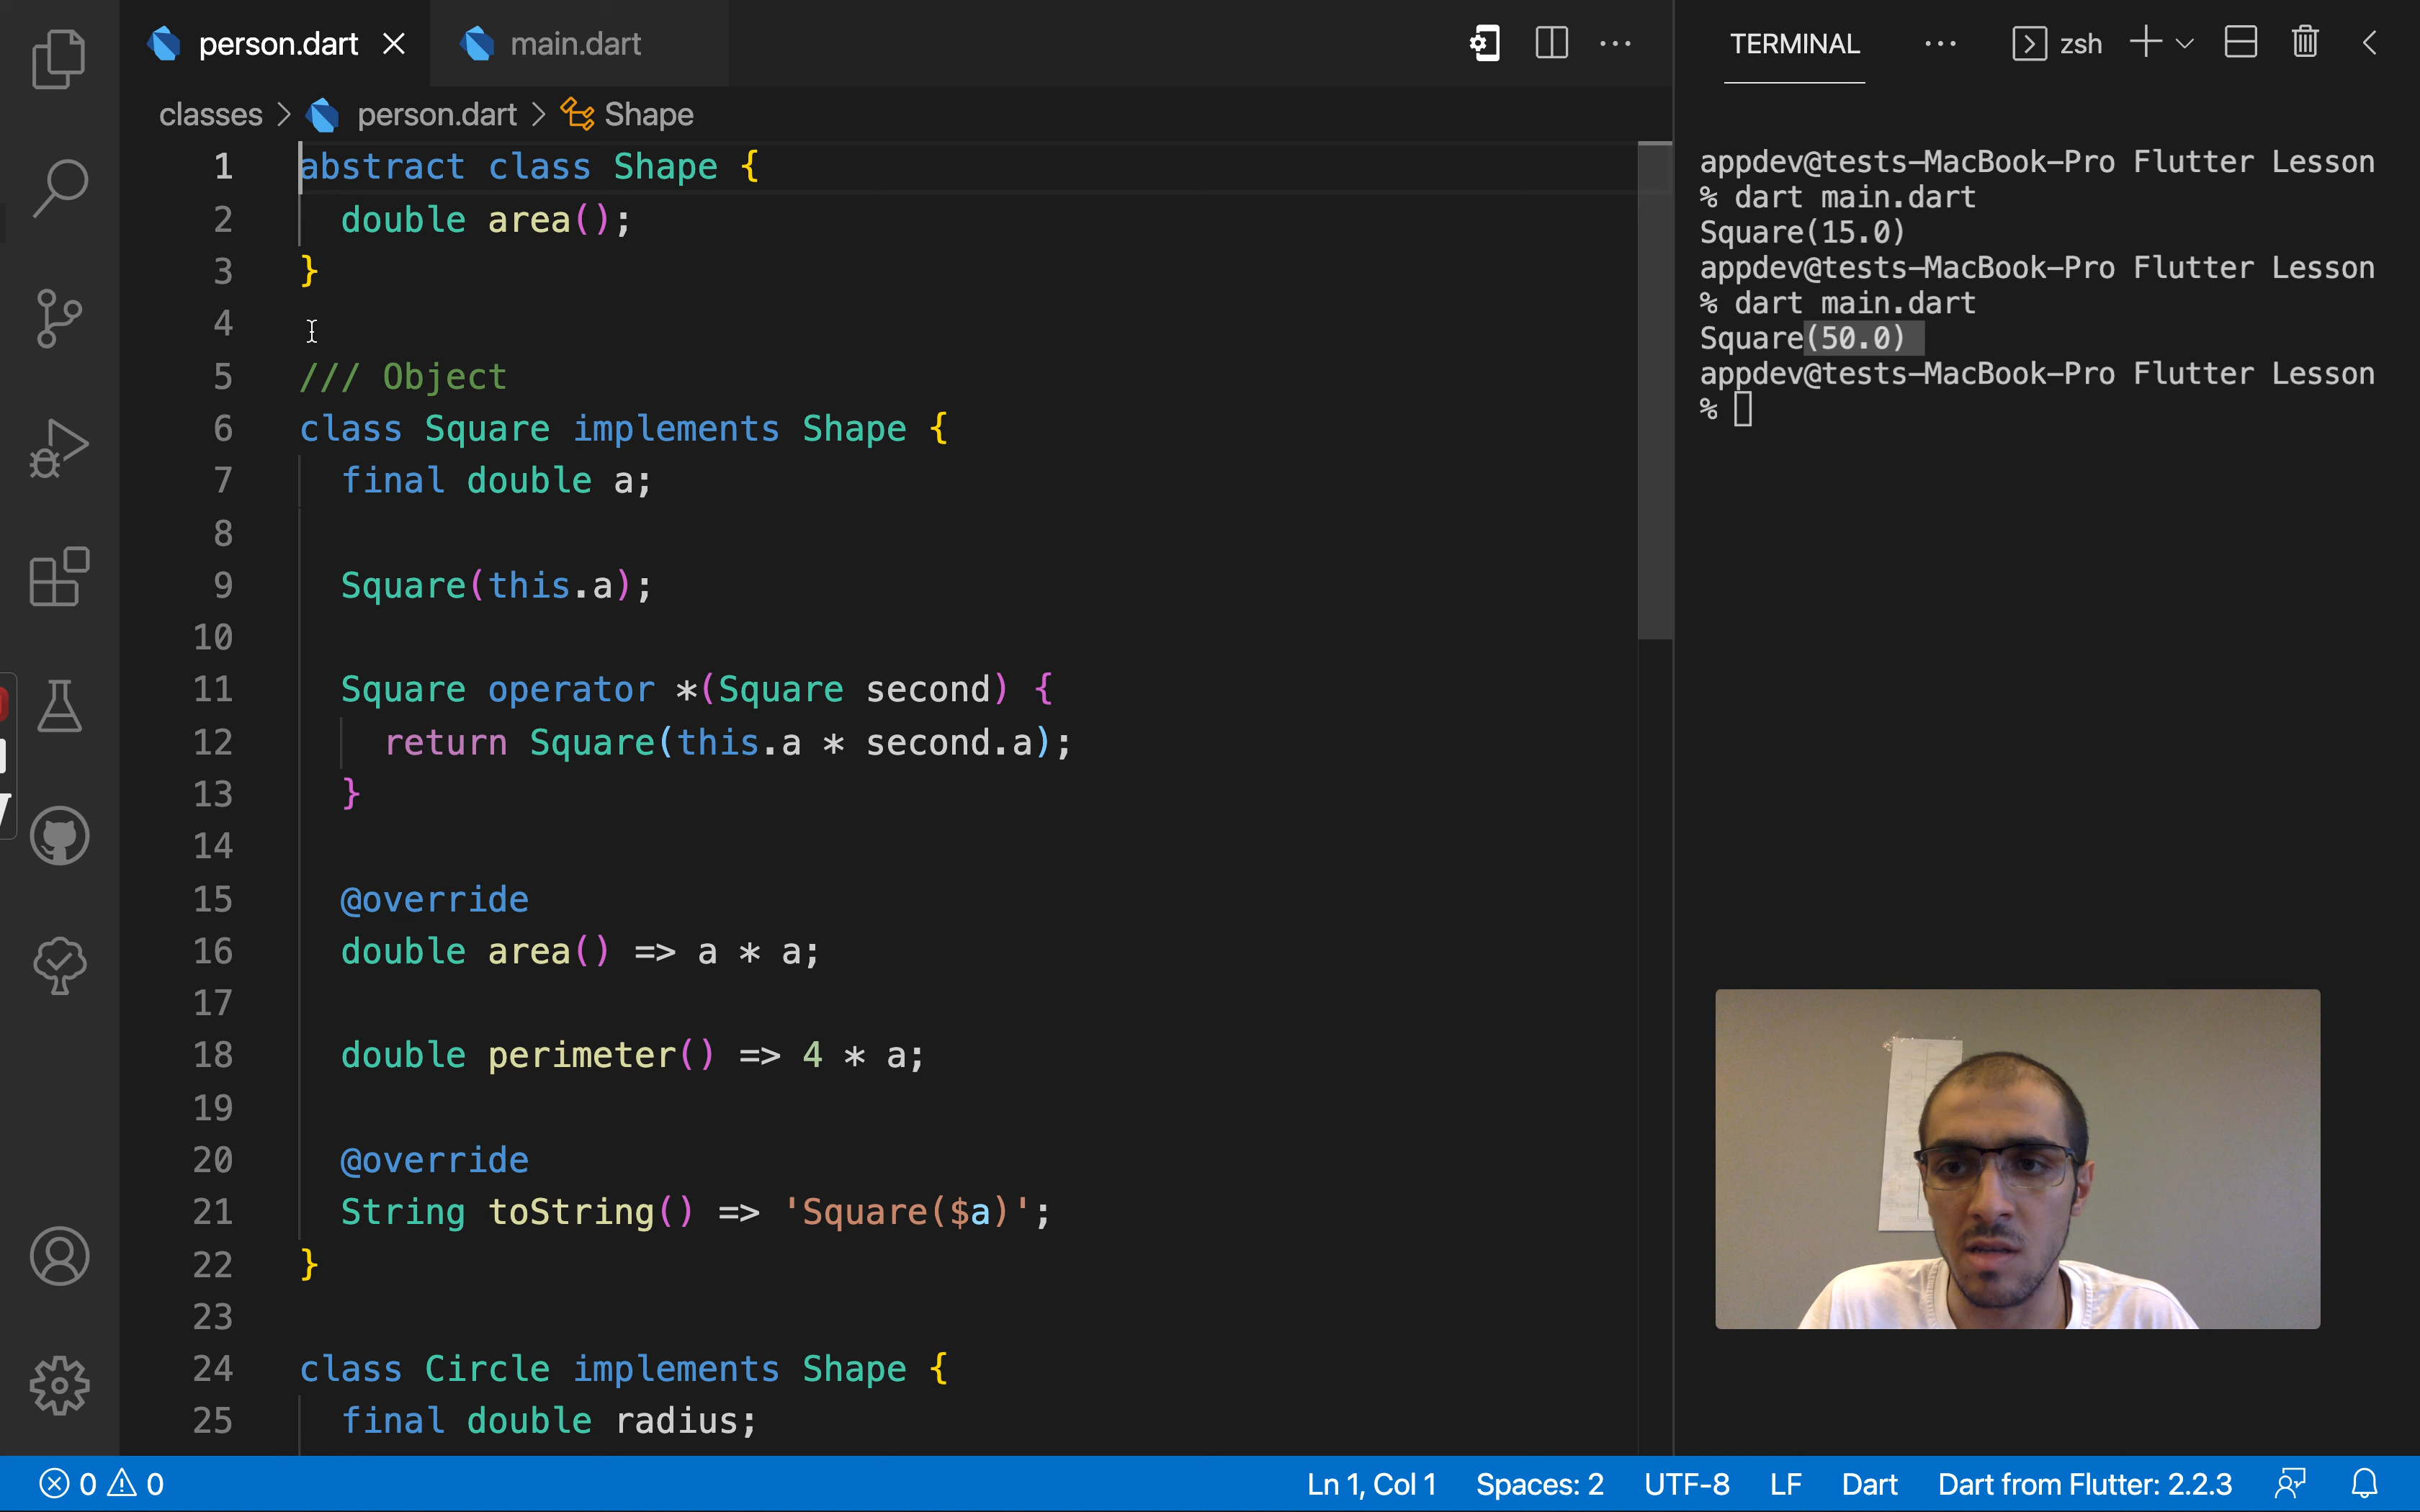 person.dart
main.dart
TERMINAL
zsh
classes > person.dart > Shape
1 abstract class Shape {
2 double area();
3 }
4
5 /// Object
6 class Square implements Shape {
7 final double a;
8
9 Square(this.a);
10
11 Square operator *(Square second) {
12 return Square(this.a * second.a);
13 }
14
15 @override
16 double area() => a * a;
17
18 double perimeter() => 4 * a;
19
20 @override
21 String toString() => 'Square($a)';
22 }
23
24 class Circle implements Shape {
25 final double radius;
appdev@tests-MacBook-Pro Flutter Lesson
% dart main.dart
Square(15.0)
appdev@tests-MacBook-Pro Flutter Lesson
% dart main.dart
Square(50.0)
appdev@tests-MacBook-Pro Flutter Lesson
%
0 0 Ln 1, Col 1 Spaces: 2 UTF-8 LF Dart Dart from Flutter: 2.2.3